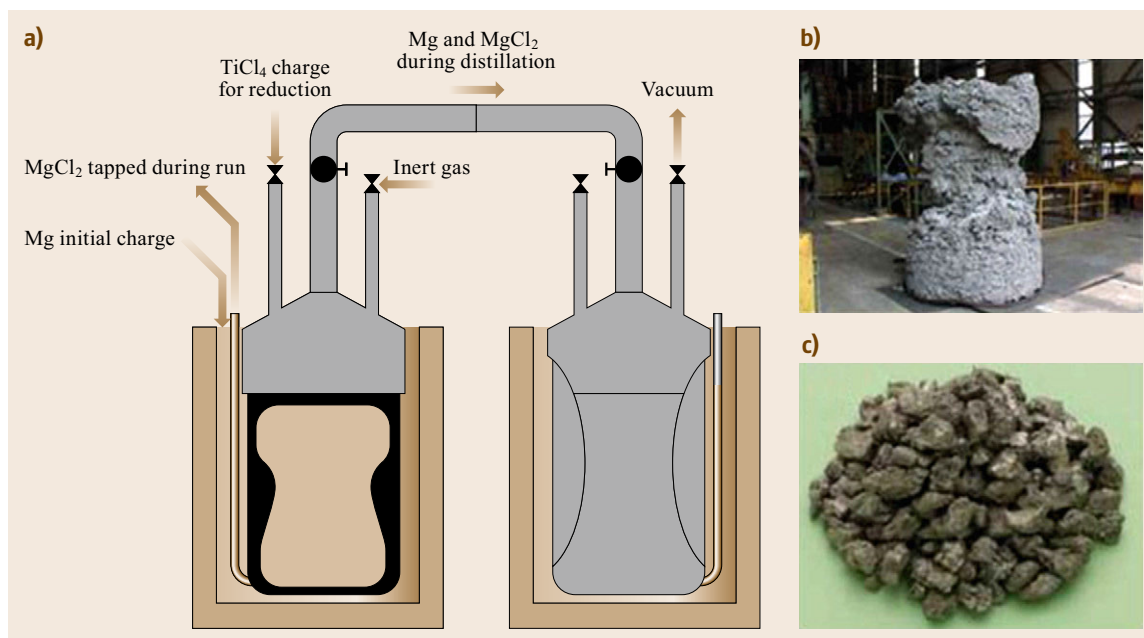 a)
TiCl4 charge
for reduction
Mg and MgCl2
during distillation
Vacuum
MgCl2 tapped during run
Inert gas
Mg initial charge
b)
c)